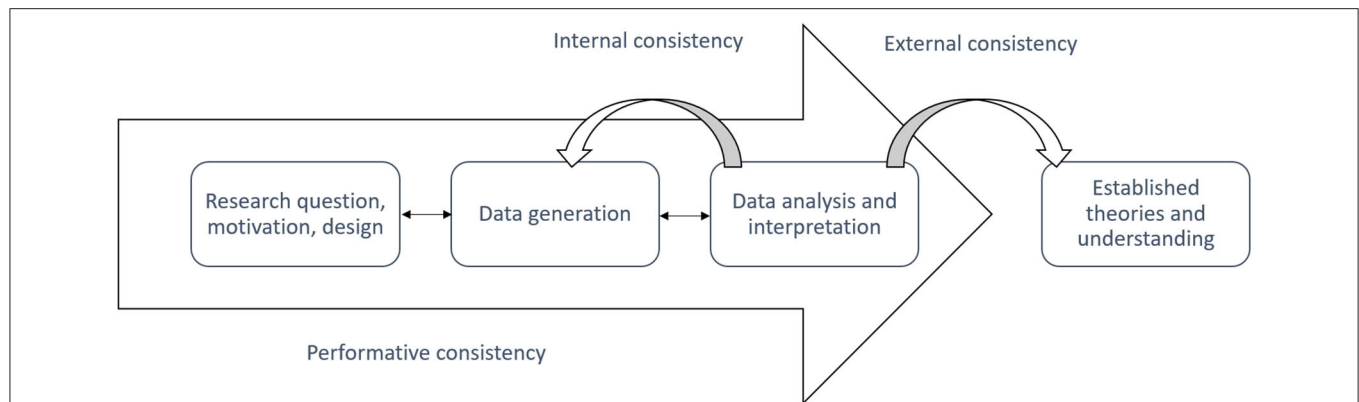 Internal consistency
External consistency
Research question,
motivation, design
Data generation
Data analysis and
interpretation
Established
theories and
understanding
Performative consistency